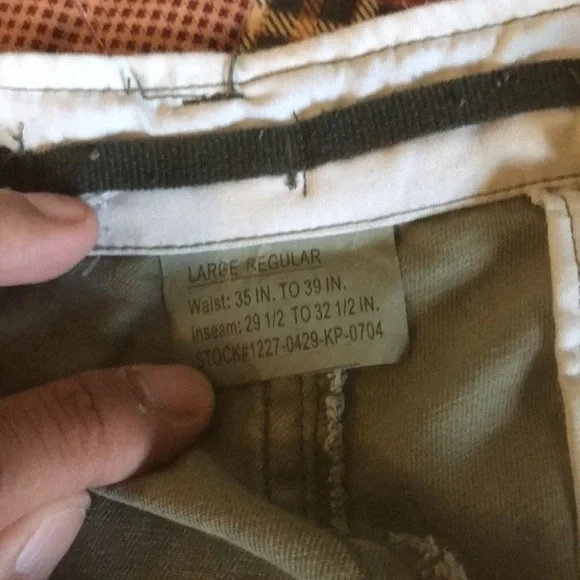 LARGE REGULAR
Waist: 35 IN. TO 39 IN.
Inseam: 29 1/2 TO 32 1/2 IN.
STOCK#1227-0429-KP-0704